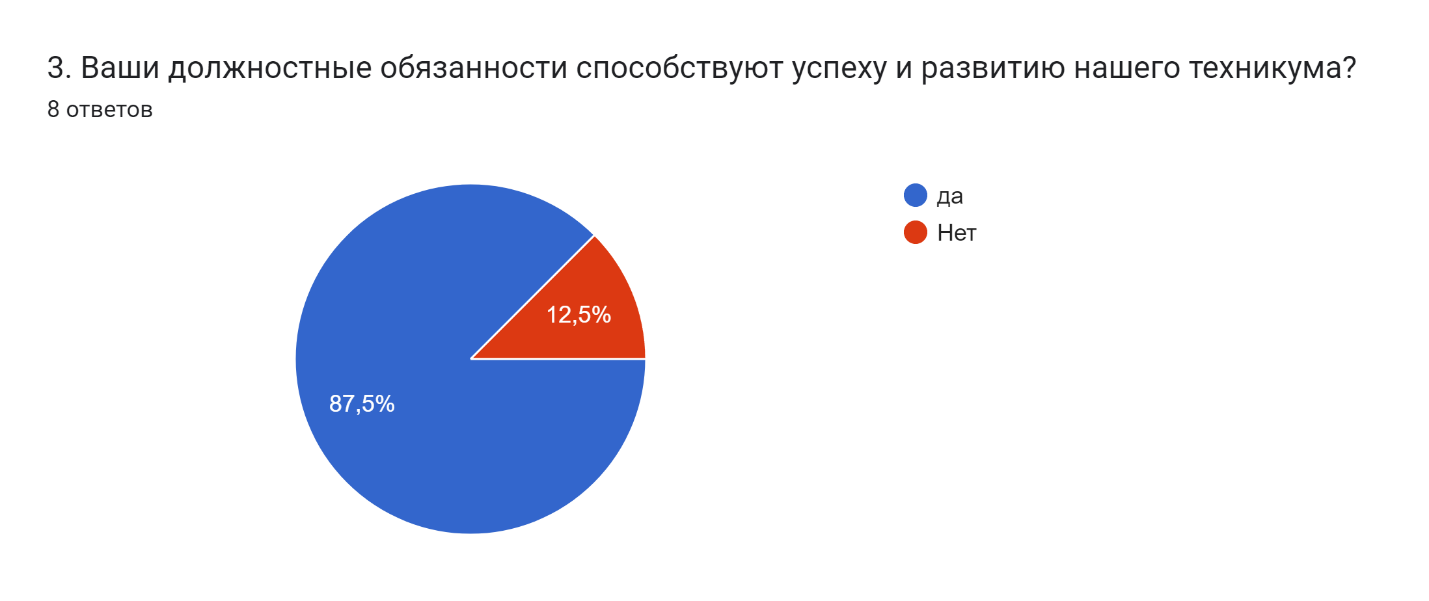 3. Ваши должностные обязанности способствуют успеху и развитию нашего техникума?
8 ответов
да
Нет
12,5%
87,5%